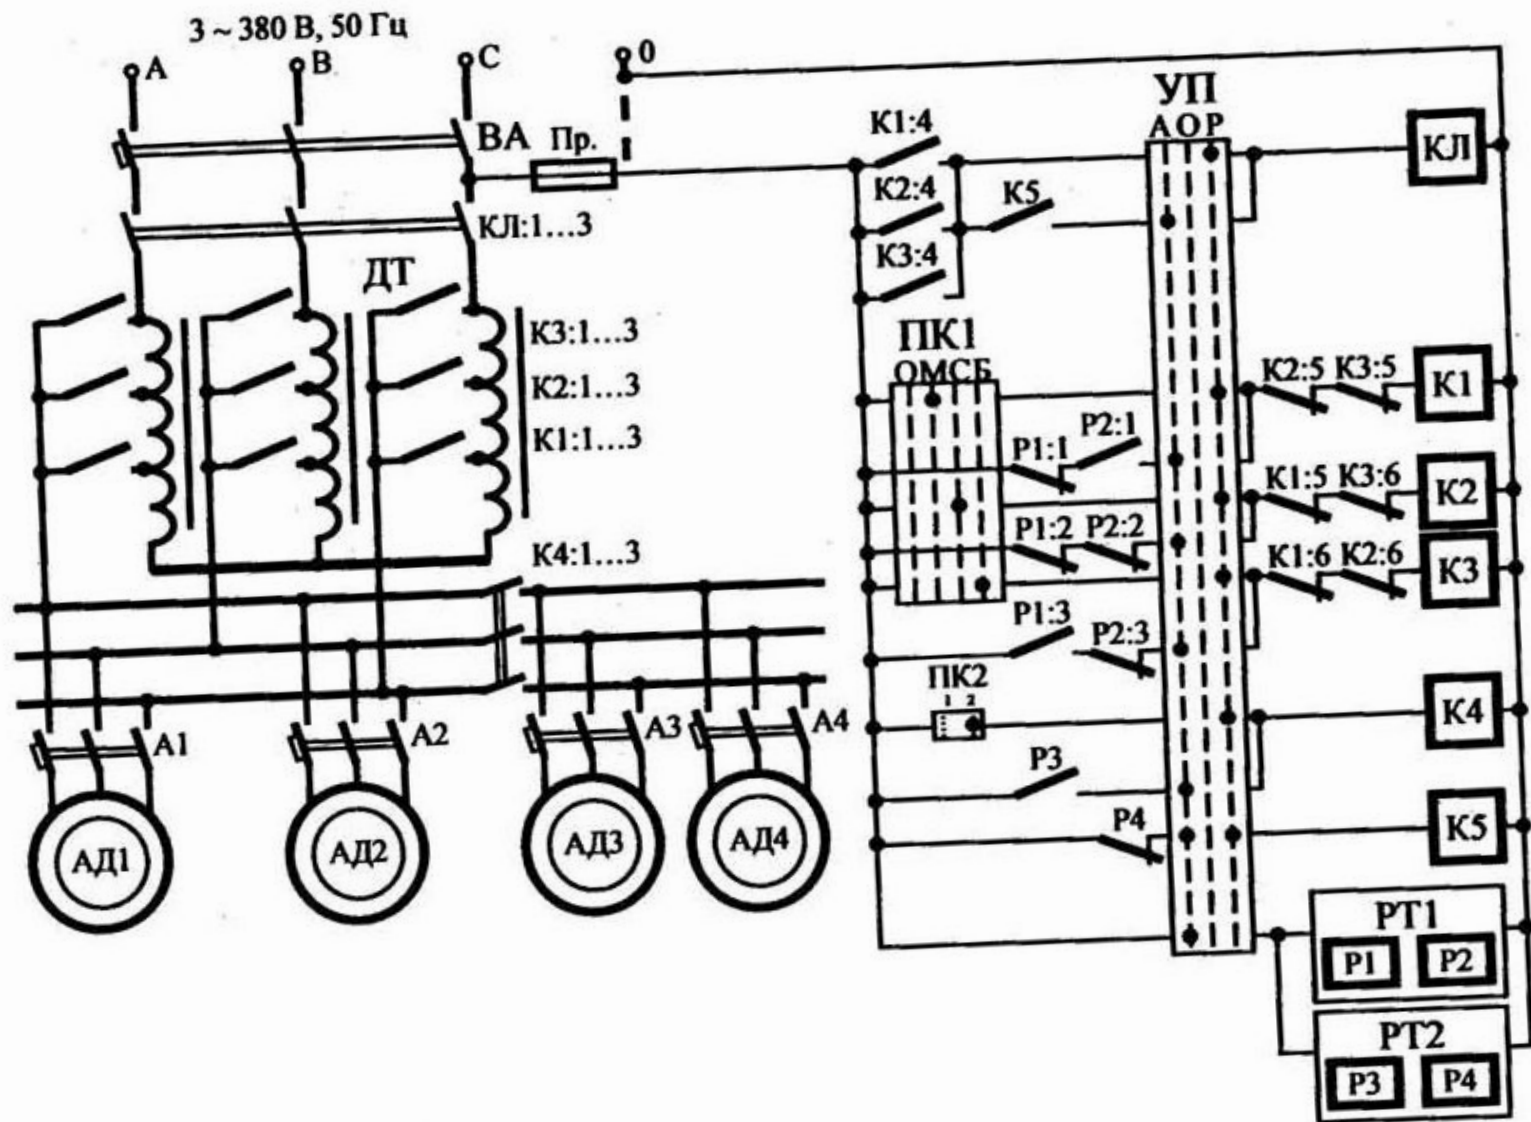 3 ~ 380 В, 50 Гц
А
В
С
0
ВА
Пр.
КЛ:1...3
ДТ
К3:1...3
К2:1...3
К1:1...3
К4:1...3
А1
А2
А3
А4
АД1
АД2
АД3
АД4
УП
А О Р
К1:4
К2:4
К5
К3:4
КЛ
ПК1
ОМСБ
К2:5 К3:5
К1
Р1:1 Р2:1
К1:5 К3:6
К2
Р1:2 Р2:2
К1:6 К2:6
К3
Р1:3 Р2:3
ПК2
1 2
К4
Р3
Р4
К5
РТ1
Р1 Р2
РТ2
Р3 Р4